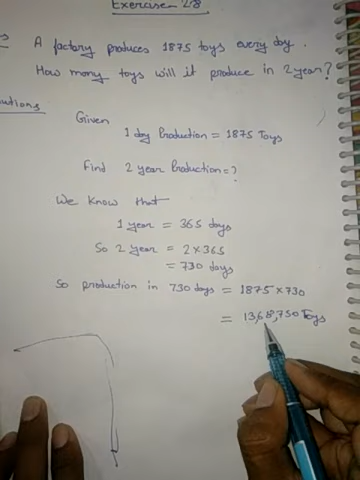 Exercise - 2.8
A factory produces 1875 toys every day.
How many toys will it produce in 2 year?
Given
1 day Production = 1875 Toys
Find 2 year Production = ?
We Know that
1 year = 365 days
So 2 year = 2 × 365
= 730 days
So production in 730 days = 1875 × 730
= 13,68,750 Toys